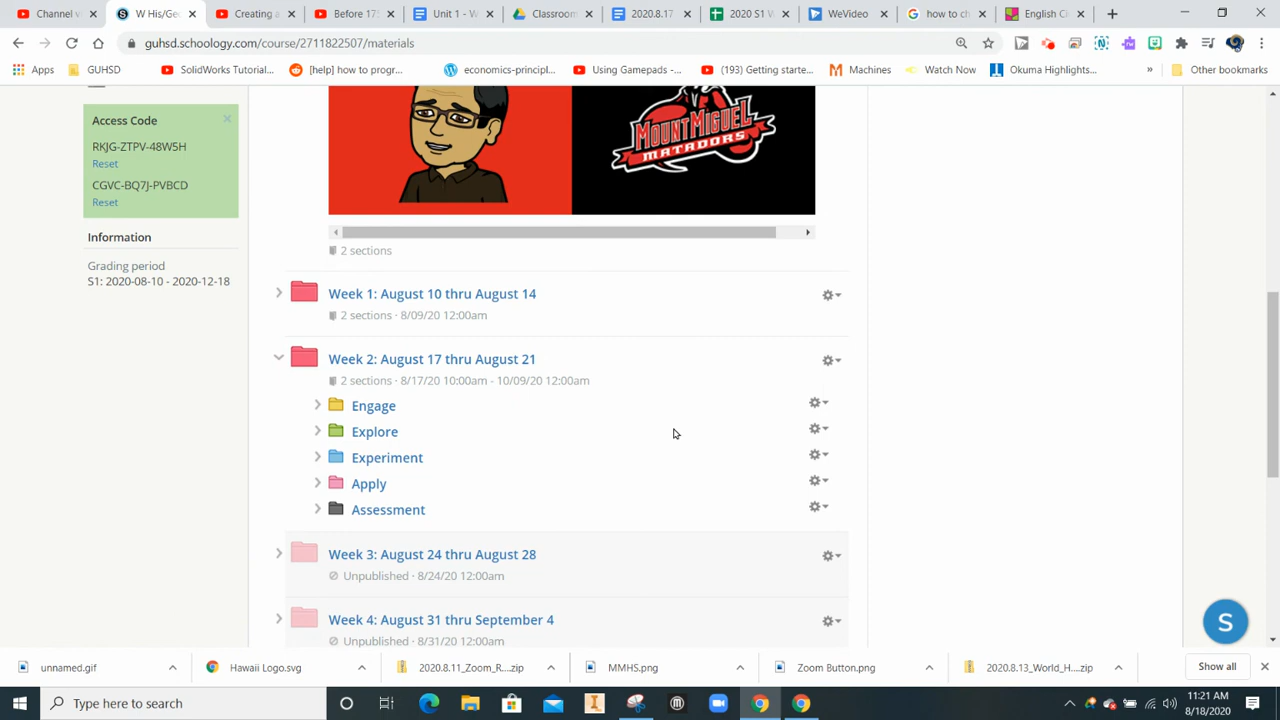 Channel v
W His/Geo
Creating a
Before 175
Unit 1 - W
Classroom
2020.8.17
2020 S1 W
WeVideo
how to ch
English Ci
guhsd.schoology.com/course/2711822507/materials
Apps
GUHSD
SolidWorks Tutorial...
[help] how to progr...
economics-principl...
Using Gamepads -...
(193) Getting starte...
Machines
Watch Now
Okuma Highlights...
»
Other bookmarks
Access Code
RKJG-ZTPV-48W5H
Reset
CGVC-BQ7J-PVBCD
Reset
Information
Grading period
S1: 2020-08-10 - 2020-12-18
MOUNT MIGUEL
MATADORS
2 sections
Week 1: August 10 thru August 14
2 sections · 8/09/20 12:00am
Week 2: August 17 thru August 21
2 sections · 8/17/20 10:00am - 10/09/20 12:00am
Engage
Explore
Experiment
Apply
Assessment
Week 3: August 24 thru August 28
Unpublished · 8/24/20 12:00am
Week 4: August 31 thru September 4
Unpublished · 8/31/20 12:00am
S
unnamed.gif
Hawaii Logo.svg
2020.8.11_Zoom_R....zip
MMHS.png
Zoom Button.png
2020.8.13_World_H....zip
Show all
Type here to search
11:21 AM
8/18/2020